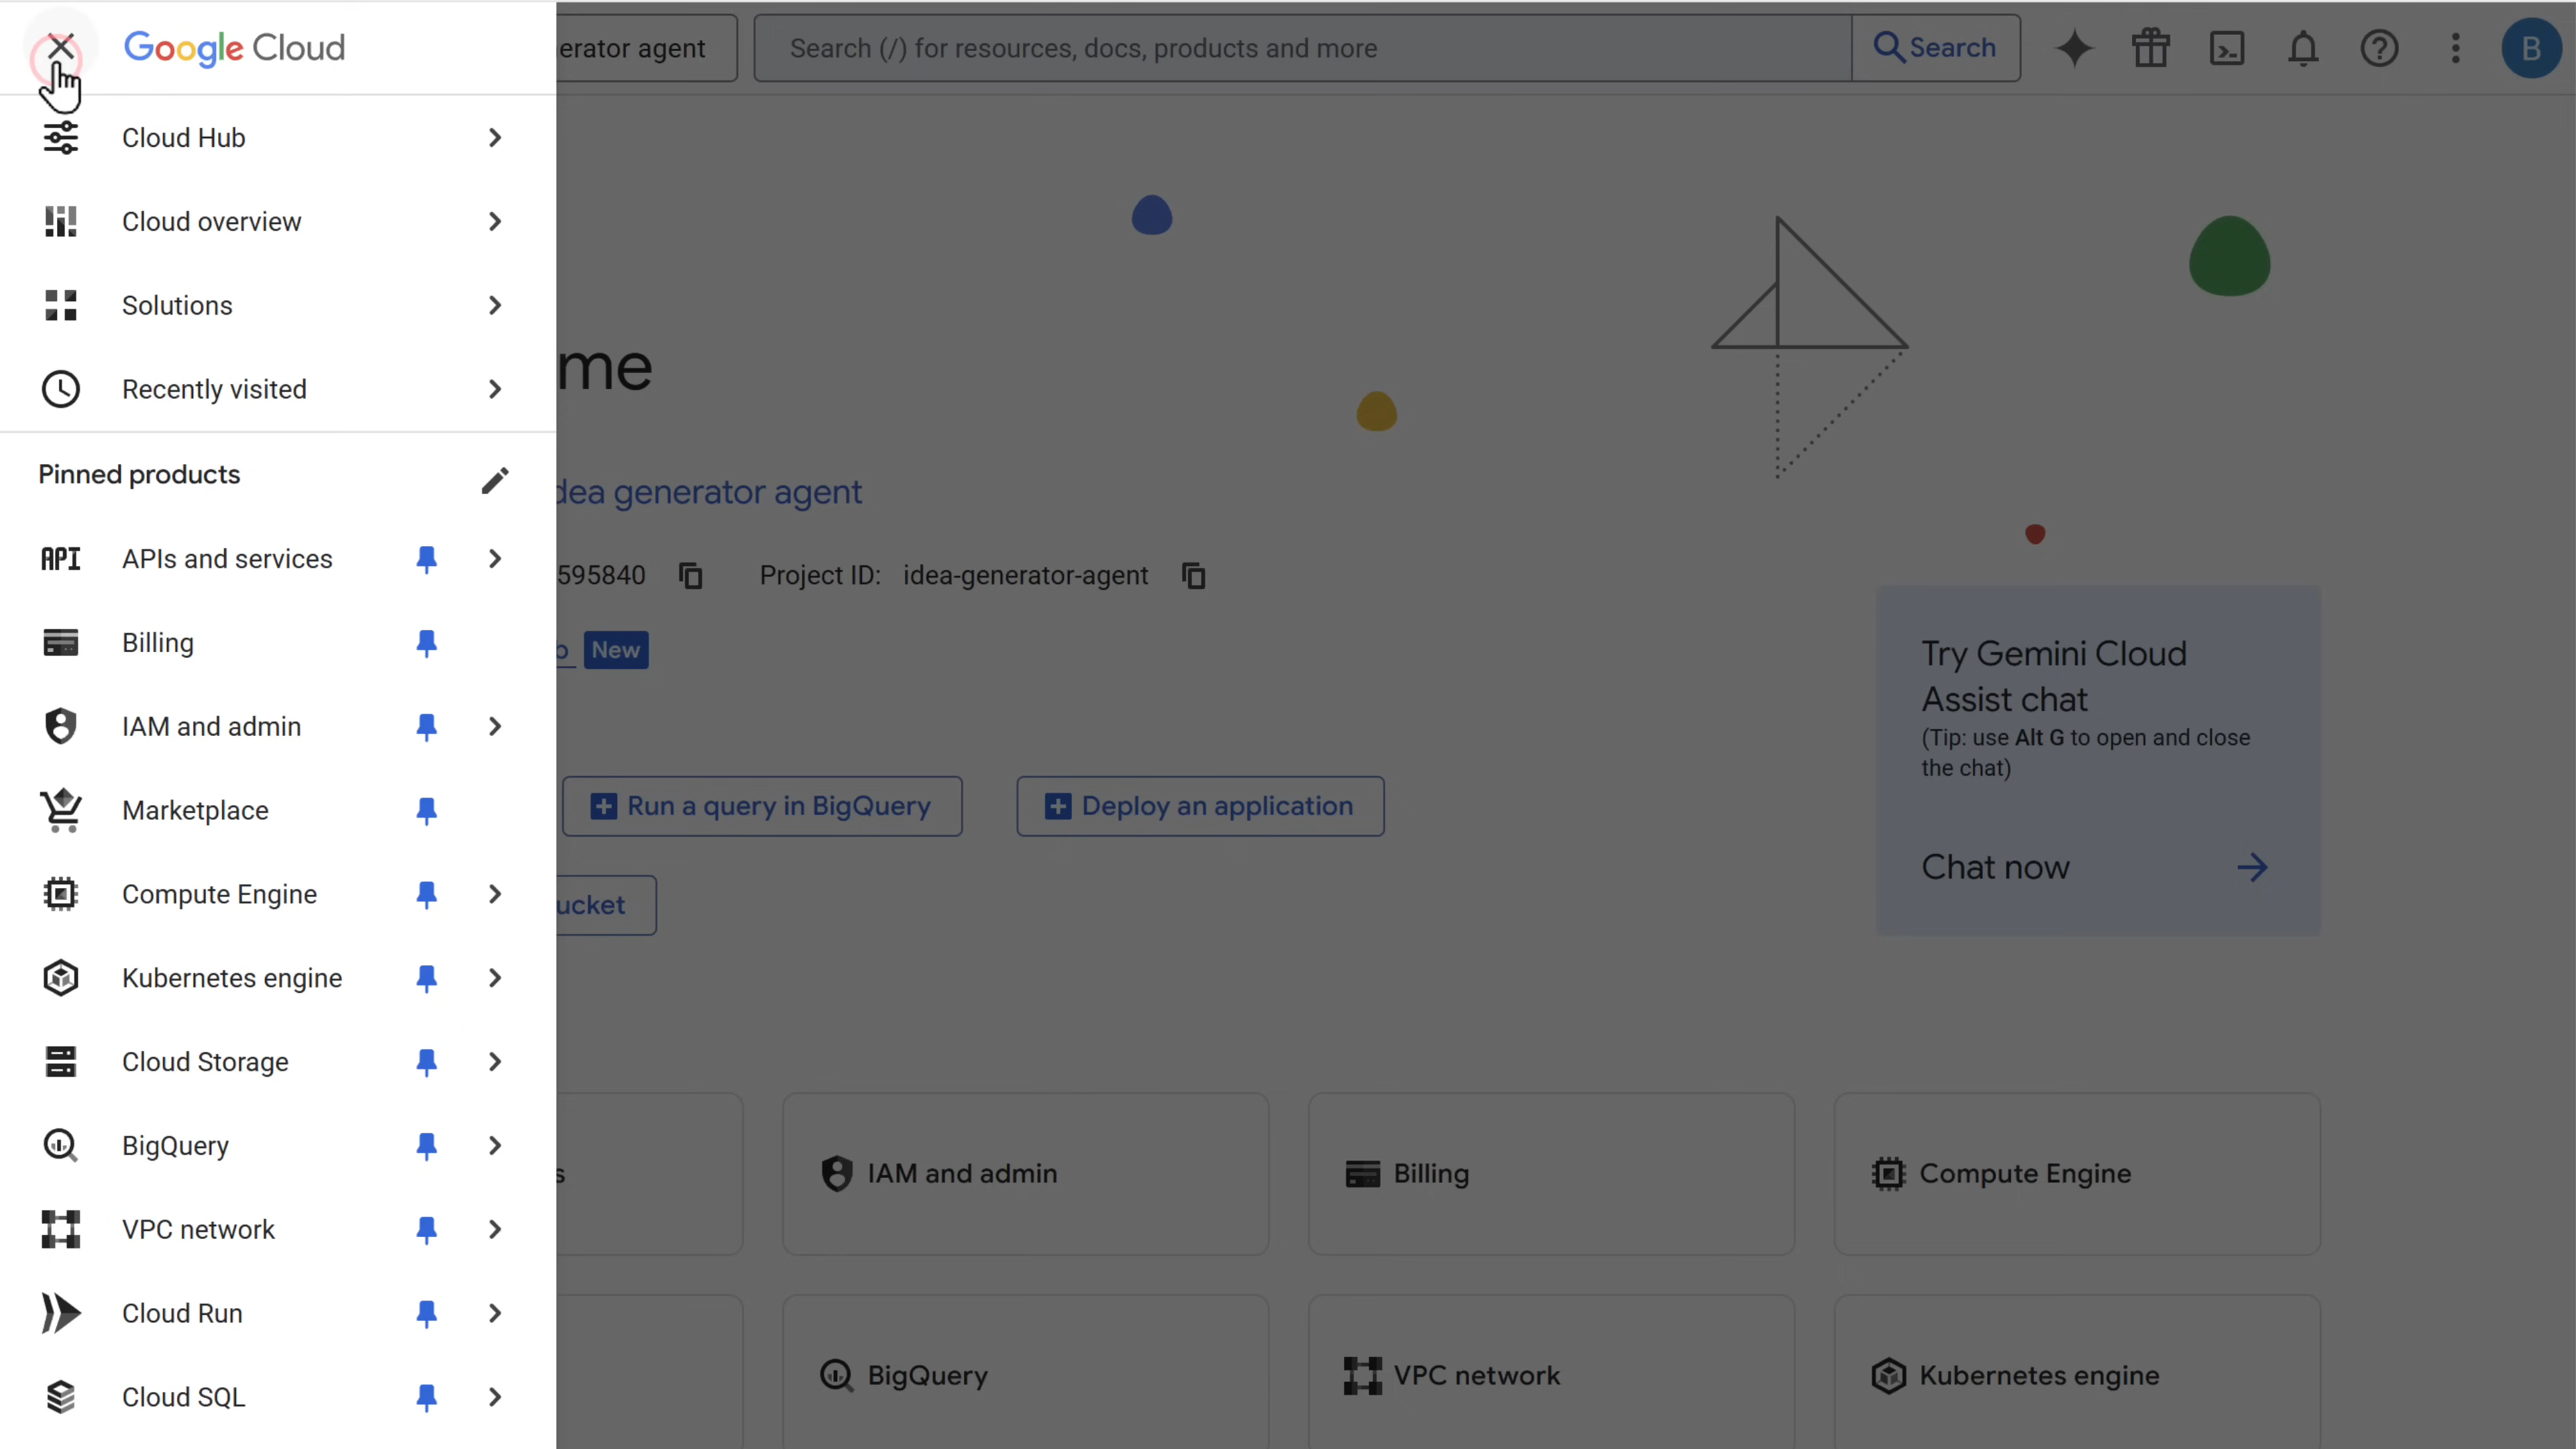 Google Cloud
erator agent
Search (/) for resources, docs, products and more
Search
B
Cloud Hub
Cloud overview
Solutions
Recently visited
Pinned products
API
APIs and services
Billing
IAM and admin
Marketplace
Compute Engine
Kubernetes engine
Cloud Storage
BigQuery
VPC network
Cloud Run
Cloud SQL
me
dea generator agent
595840
Project ID: idea-generator-agent
New
Run a query in BigQuery
Deploy an application
ucket
Try Gemini Cloud
Assist chat
(Tip: use Alt G to open and close
the chat)
Chat now
s
IAM and admin
Billing
Compute Engine
BigQuery
VPC network
Kubernetes engine